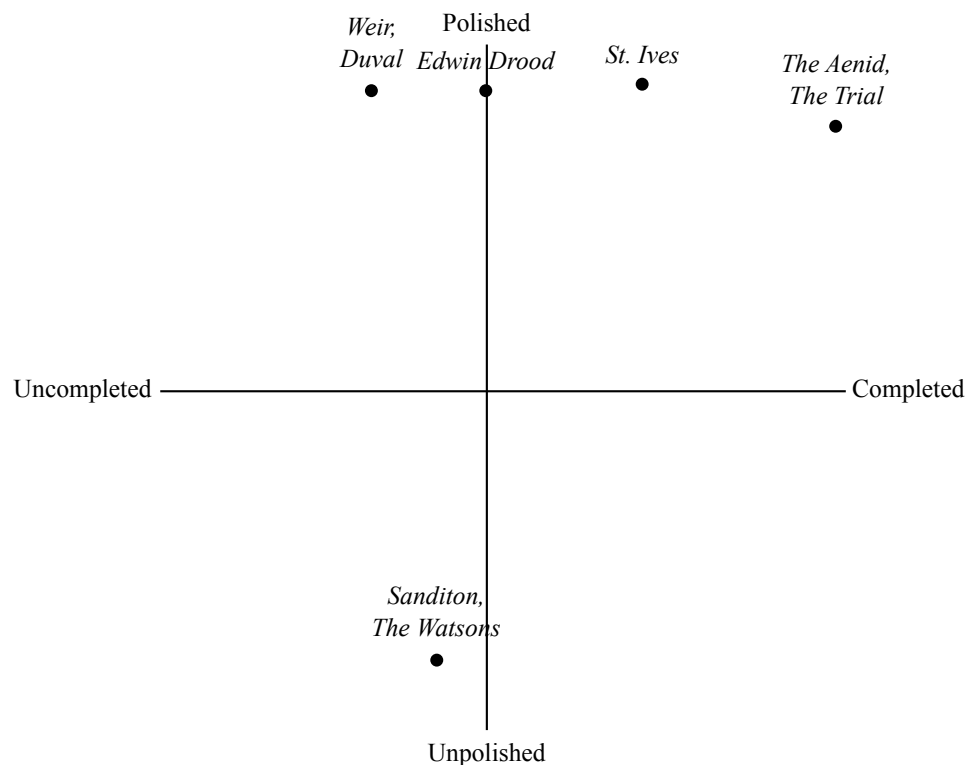 Polished
Weir,
Duval
Edwin Drood
St. Ives
The Aenid,
The Trial
Uncompleted
Completed
Sanditon,
The Watsons
Unpolished